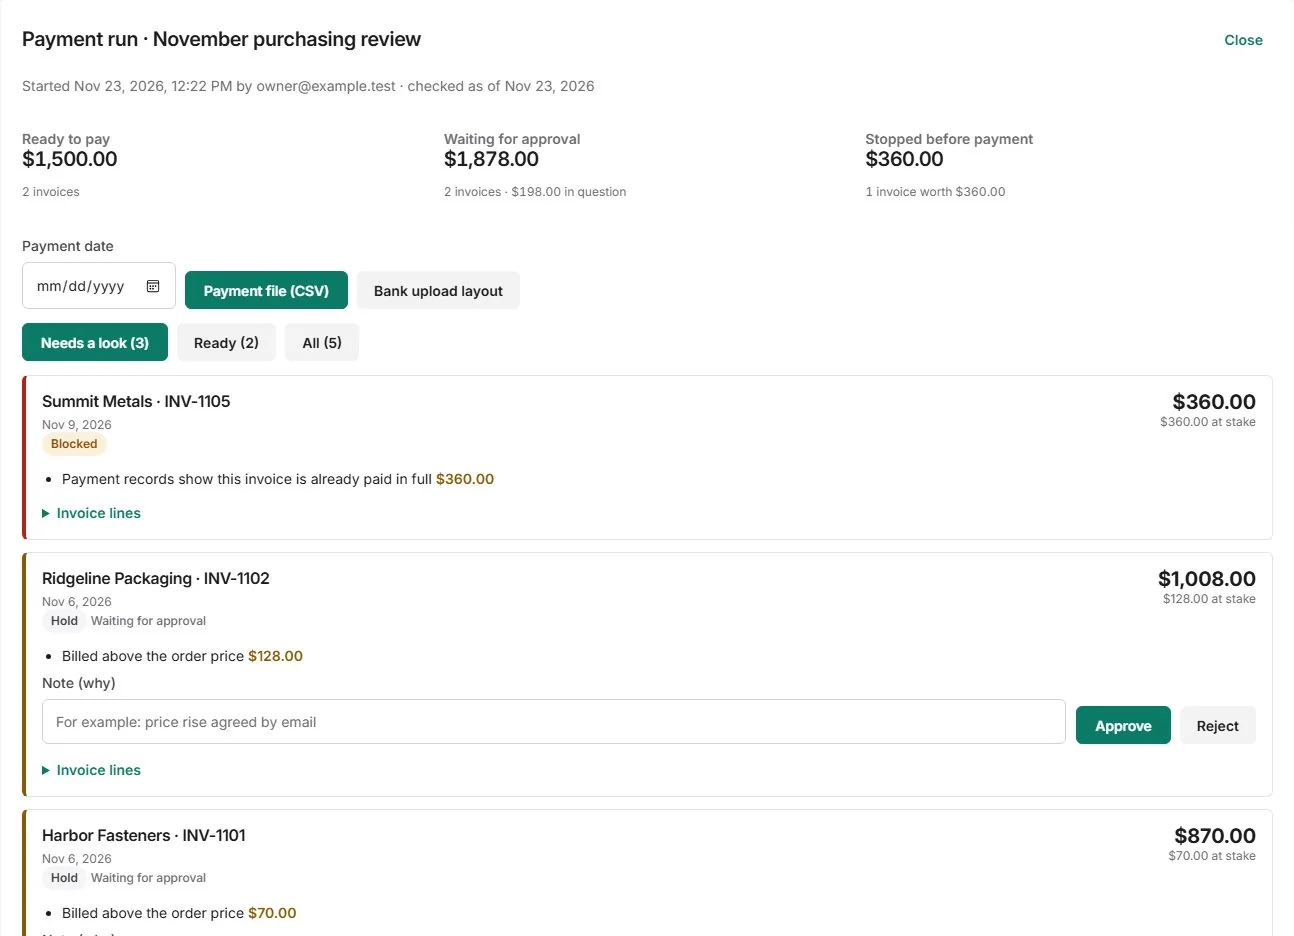 Payment run · November purchasing review
Close
Started Nov 23, 2026, 12:22 PM by owner@example.test · checked as of Nov 23, 2026
Ready to pay
$1,500.00
2 invoices
Waiting for approval
$1,878.00
2 invoices · $198.00 in question
Stopped before payment
$360.00
1 invoice worth $360.00
Payment date
mm/dd/yyyy
Payment file (CSV)
Bank upload layout
Needs a look (3)
Ready (2)
All (5)
Summit Metals · INV-1105
$360.00
Nov 9, 2026
$360.00 at stake
Blocked
Payment records show this invoice is already paid in full $360.00
Invoice lines
Ridgeline Packaging · INV-1102
$1,008.00
Nov 6, 2026
$128.00 at stake
Hold Waiting for approval
Billed above the order price $128.00
Note (why)
For example: price rise agreed by email
Approve
Reject
Invoice lines
Harbor Fasteners · INV-1101
$870.00
Nov 6, 2026
$70.00 at stake
Hold Waiting for approval
Billed above the order price $70.00